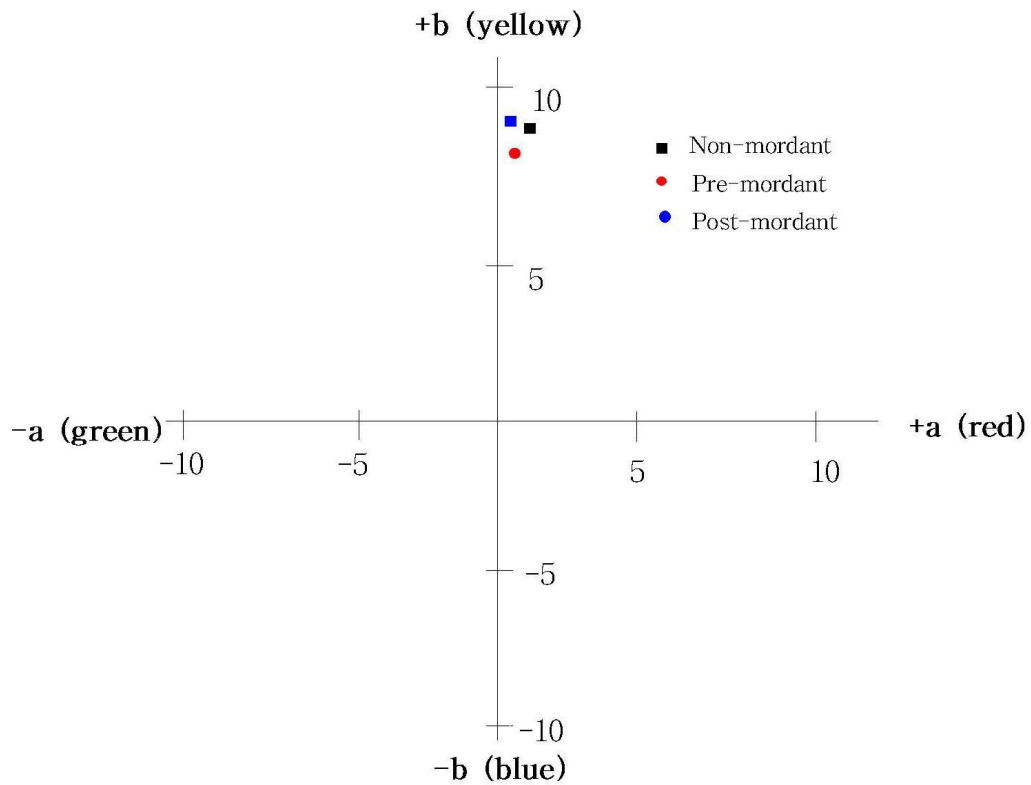 +b (yellow)
10
Non-mordant
Pre-mordant
Post-mordant
5
-a (green)
+a (red)
-10
-5
5
10
-5
-10
-b (blue)